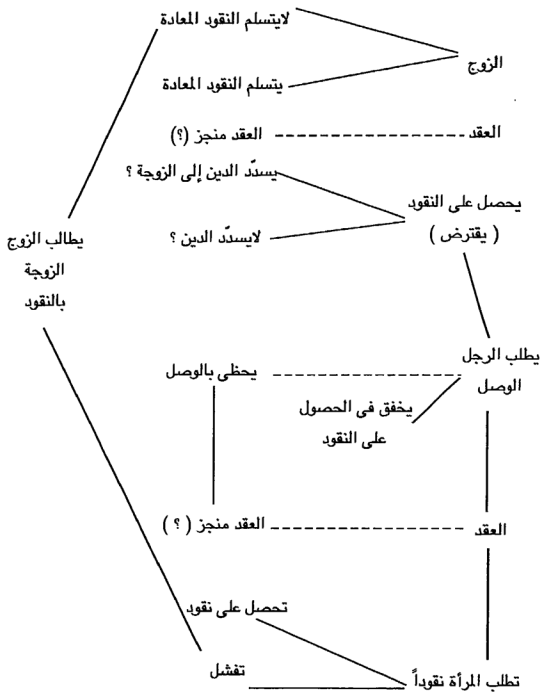 لايتسلم النقود المعادة
الزوج
يتسلم النقود المعادة
العقد
العقد منجز (؟)
يسدّد الدين إلى الزوجة ؟
يحصل على النقود
( يقترض )
لايسدّد الدين ؟
يطالب الزوج
الزوجة
بالنقود
يطلب الرجل
الوصل
يحظى بالوصل
يخفق فى الحصول
على النقود
العقد
العقد منجز ( ؟ )
تحصل على نقود
تطلب المرأة نقوداً
تفشل